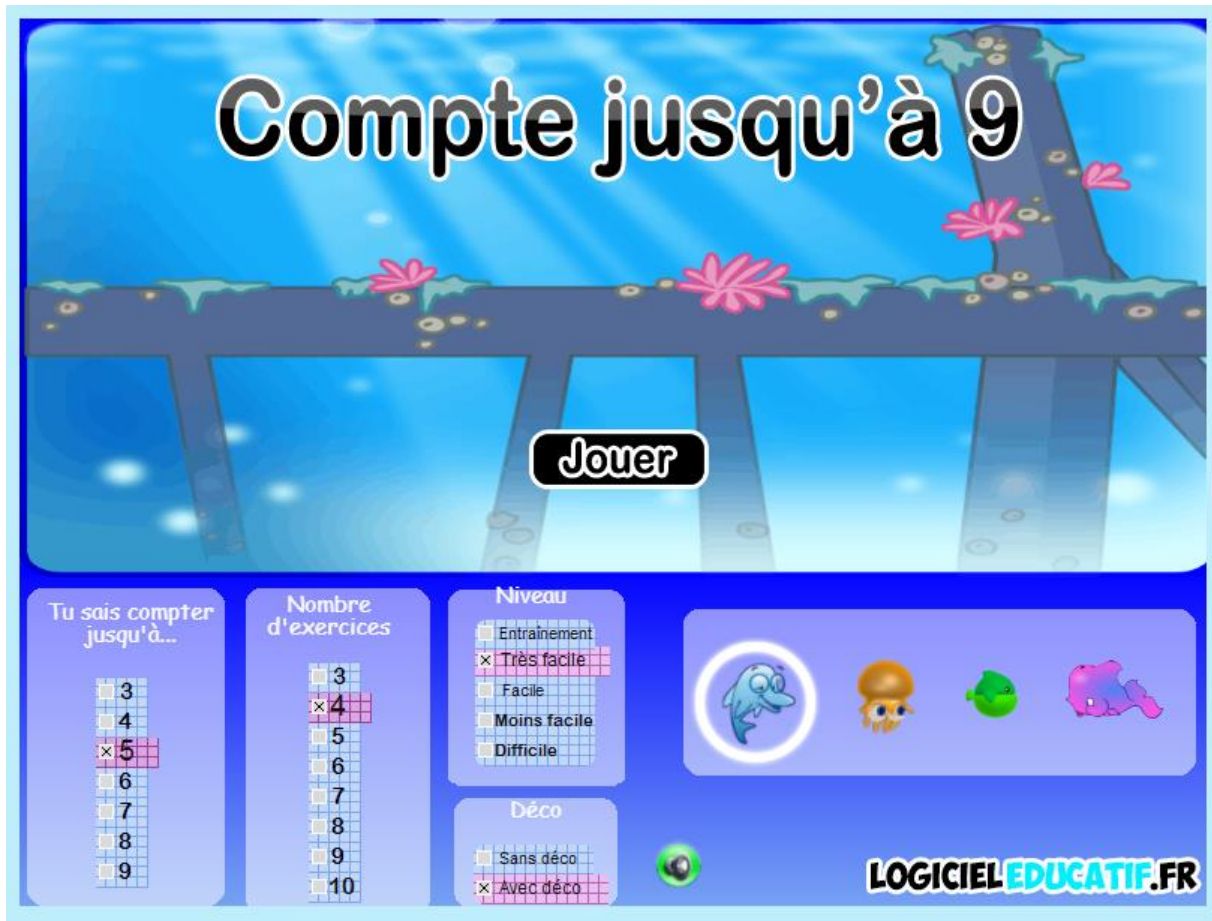 Compte jusqu'à 9
Jouer
Tu sais compter
jusqu'à...
3
4
5
6
7
8
9
Nombre
d'exercices
3
4
5
6
7
8
9
10
Niveau
Entraînement
Très facile
Facile
Moins facile
Difficile
Déco
Sans déco
Avec déco
LOGICIELEDUCATIF.FR